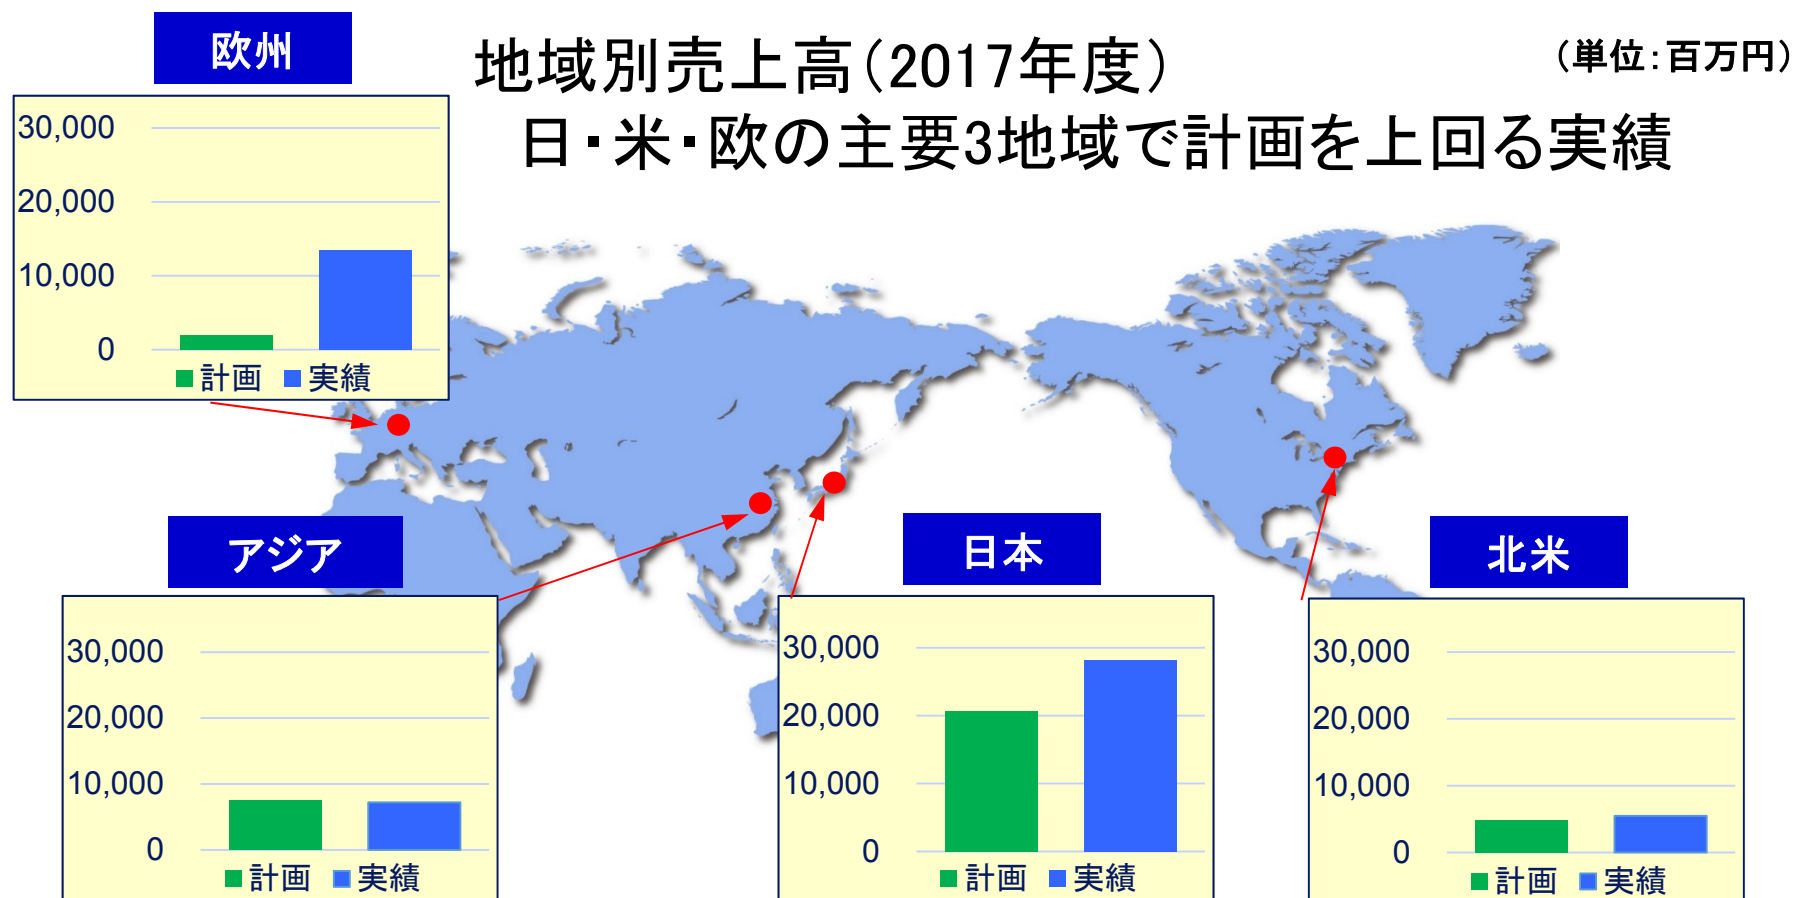 地域別売上高（2017年度）
（単位：百万円）
日・米・欧の主要3地域で計画を上回る実績
欧州
30,000
20,000
10,000
0
計画 実績
アジア
30,000
20,000
10,000
0
計画 実績
日本
30,000
20,000
10,000
0
計画 実績
北米
30,000
20,000
10,000
0
計画 実績